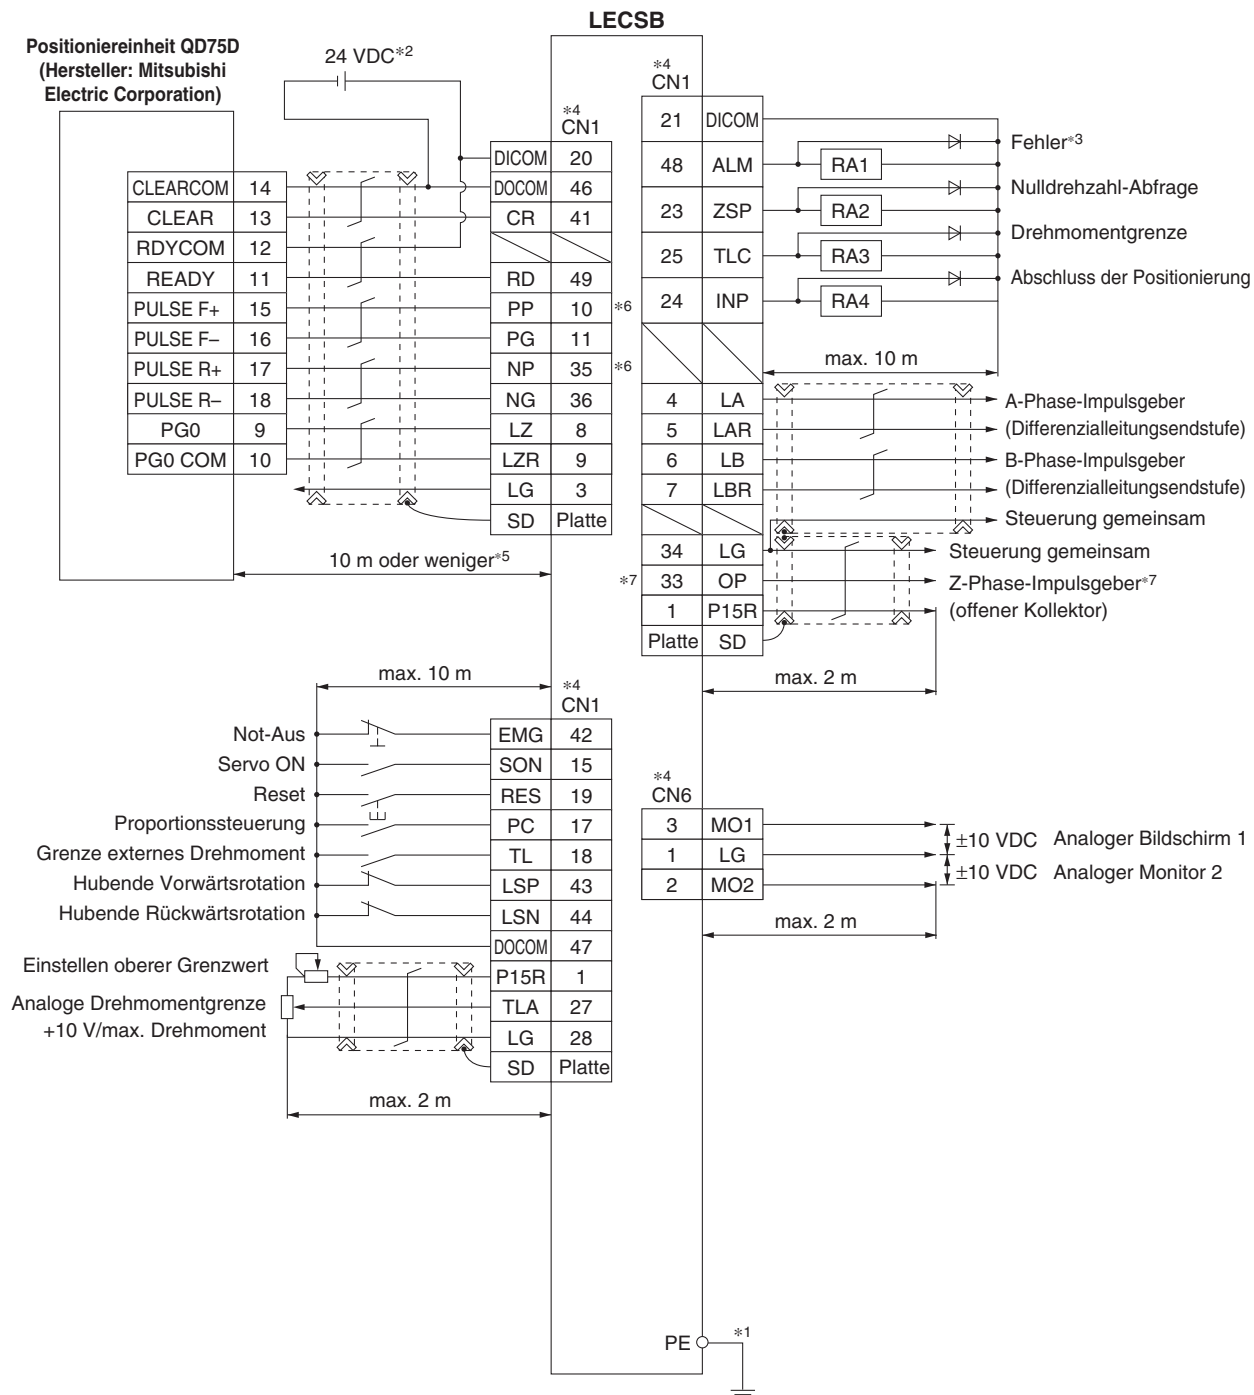 LECSB
Positioniereinheit QD75D
(Hersteller: Mitsubishi
Electric Corporation)
24 VDC*2
*4
CN1
DICOM 20
CLEARCOM 14 DOCOM 46
CLEAR 13 CR 41
RDYCOM 12
READY 11 RD 49
PULSE F+ 15 PP 10 *6
PULSE F– 16 PG 11
PULSE R+ 17 NP 35 *6
PULSE R– 18 NG 36
PG0 9 LZ 8
PG0 COM 10 LZR 9
LG 3
SD Platte
10 m oder weniger*5
*4
CN1
21 DICOM
Fehler*3
48 ALM RA1
Nulldrehzahl-Abfrage
23 ZSP RA2
Drehmomentgrenze
25 TLC RA3
Abschluss der Positionierung
24 INP RA4
max. 10 m
4 LA A-Phase-Impulsgeber
5 LAR (Differenzialleitungsendstufe)
6 LB B-Phase-Impulsgeber
7 LBR (Differenzialleitungsendstufe)
Steuerung gemeinsam
34 LG Steuerung gemeinsam
*7 33 OP Z-Phase-Impulsgeber*7
1 P15R (offener Kollektor)
Platte SD
max. 2 m
max. 10 m
*4
CN1
Not-Aus EMG 42
Servo ON SON 15
Reset RES 19
Proportionssteuerung PC 17
Grenze externes Drehmoment TL 18
Hubende Vorwärtsrotation LSP 43
Hubende Rückwärtsrotation LSN 44
DOCOM 47
Einstellen oberer Grenzwert P15R 1
Analoge Drehmomentgrenze TLA 27
+10 V/max. Drehmoment LG 28
SD Platte
max. 2 m
*4
CN6
3 MO1
±10 VDC Analoger Bildschirm 1
1 LG
±10 VDC Analoger Monitor 2
2 MO2
max. 2 m
PE *1